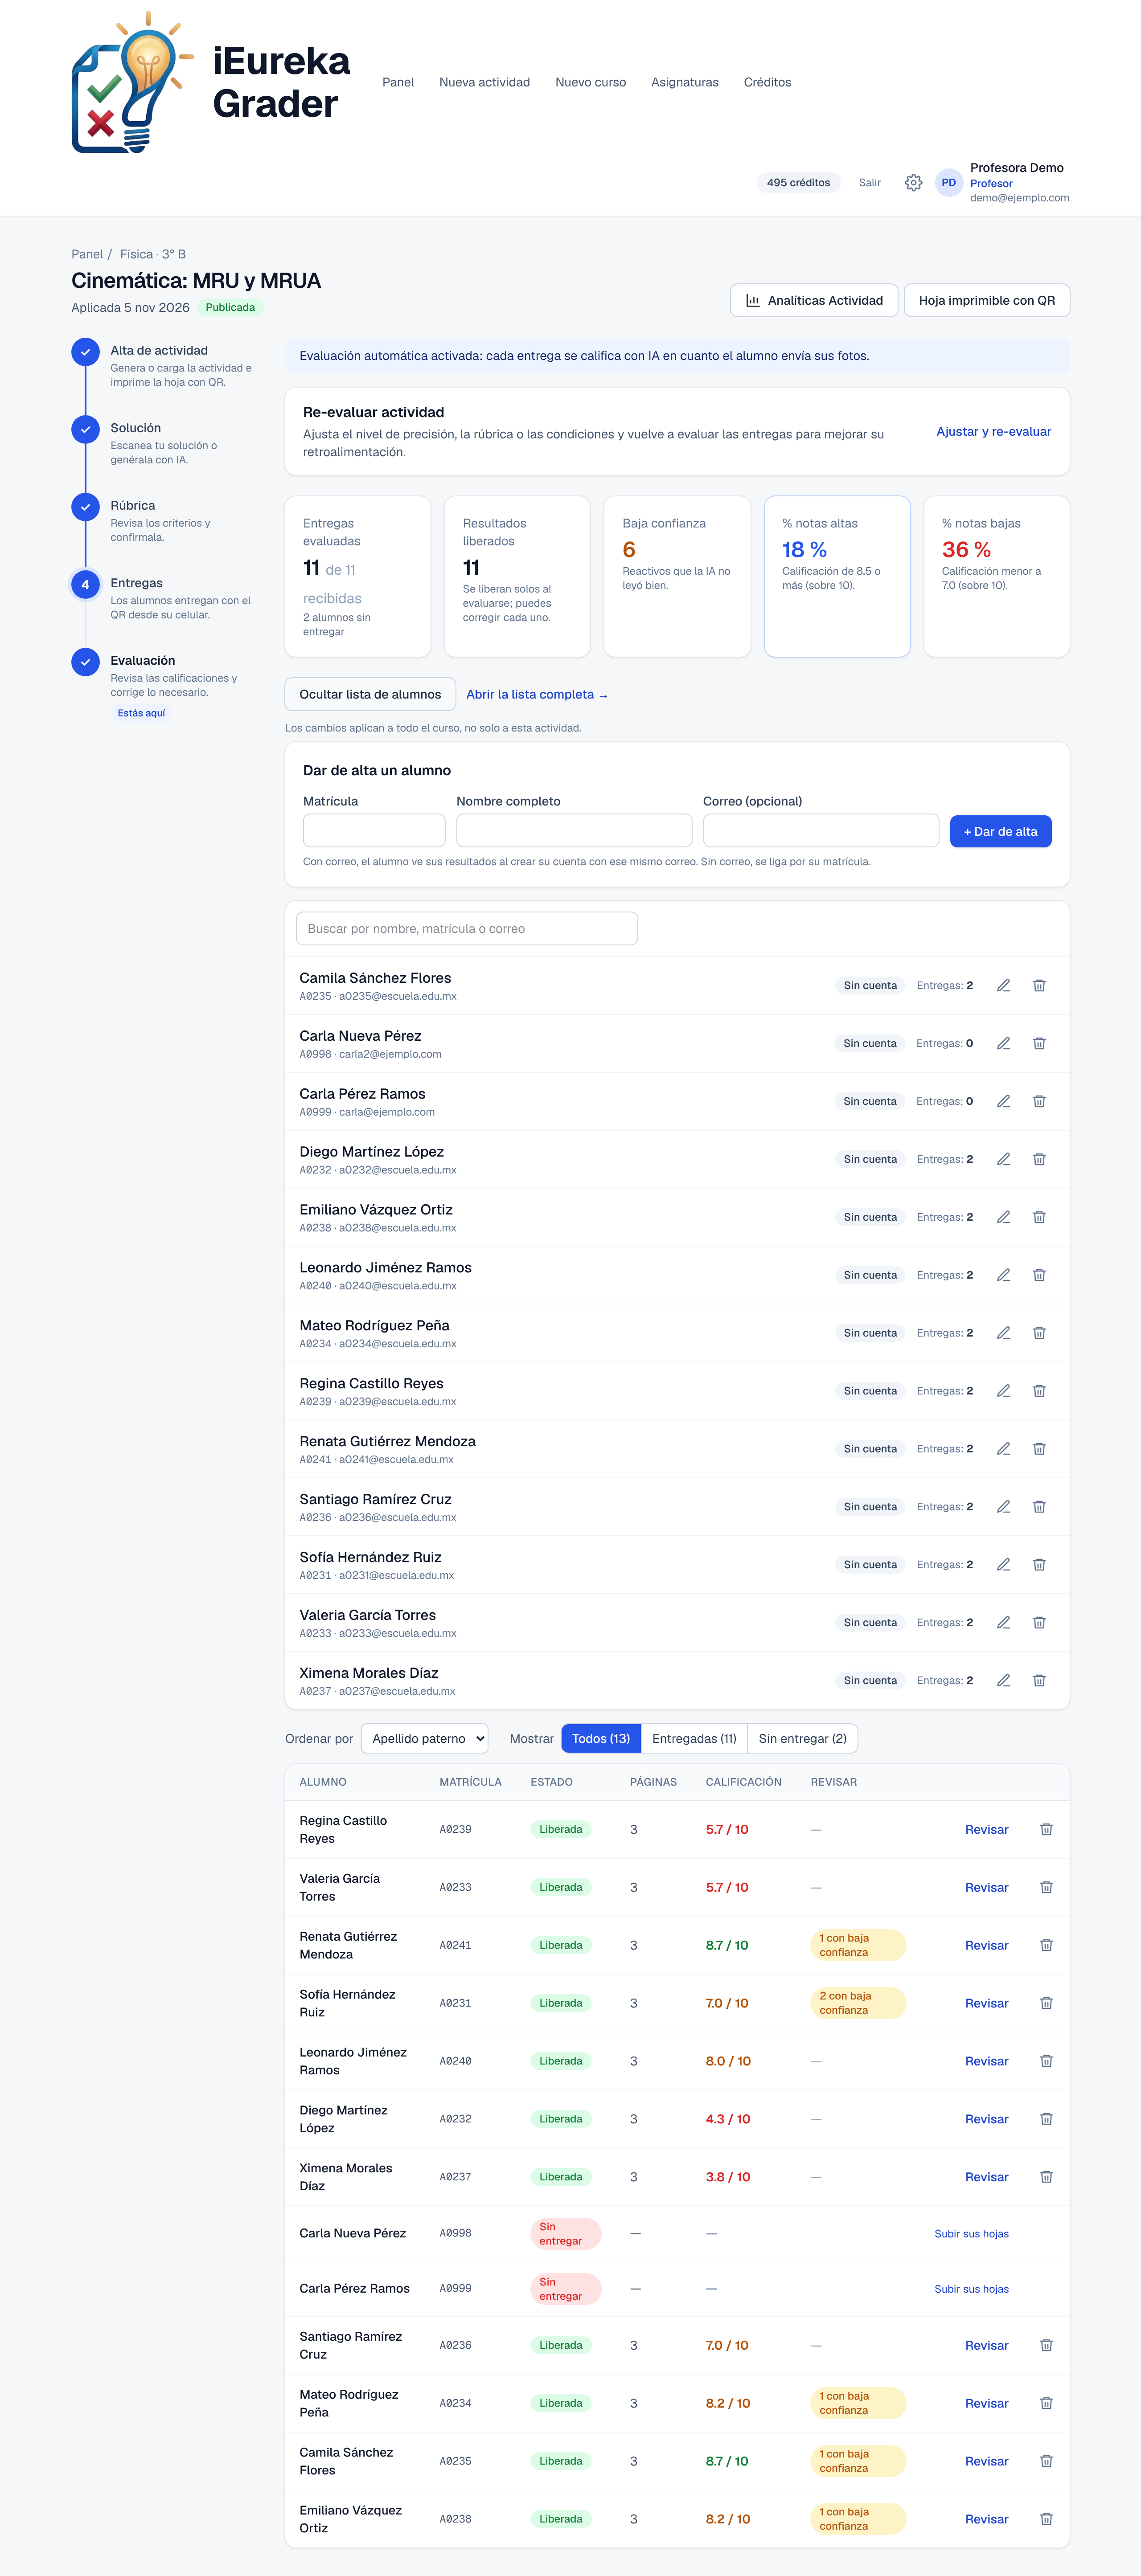 iEureka
Grader
Panel Nueva actividad Nuevo curso Asignaturas Créditos
495 créditos Salir PD Profesora Demo
Profesor
demo@ejemplo.com
Panel / Física · 3° B
Cinemática: MRU y MRUA
Aplicada 5 nov 2026 Publicada
Analíticas Actividad Hoja imprimible con QR
Alta de actividad
Genera o carga la actividad e
imprime la hoja con QR.
Solución
Escanea tu solución o
genérala con IA.
Rúbrica
Revisa los criterios y
confírmala.
4 Entregas
Los alumnos entregan con el
QR desde su celular.
Evaluación
Revisa las calificaciones y
corrige lo necesario.
Estás aquí
Evaluación automática activada: cada entrega se califica con IA en cuanto el alumno envía sus fotos.
Re-evaluar actividad
Ajusta el nivel de precisión, la rúbrica o las condiciones y vuelve a evaluar las entregas para mejorar su
retroalimentación.
Ajustar y re-evaluar
Entregas
evaluadas
11 de 11
recibidas
2 alumnos sin
entregar
Resultados
liberados
11
Se liberan solos al
evaluarse; puedes
corregir cada uno.
Baja confianza
6
Reactivos que la IA no
leyó bien.
% notas altas
18 %
Calificación de 8.5 o
más (sobre 10).
% notas bajas
36 %
Calificación menor a
7.0 (sobre 10).
Ocultar lista de alumnos Abrir la lista completa →
Los cambios aplican a todo el curso, no solo a esta actividad.
Dar de alta un alumno
Matrícula Nombre completo Correo (opcional)
+ Dar de alta
Con correo, el alumno ve sus resultados al crear su cuenta con ese mismo correo. Sin correo, se liga por su matrícula.
Buscar por nombre, matrícula o correo
Camila Sánchez Flores
A0235 · a0235@escuela.edu.mx
Sin cuenta Entregas: 2
Carla Nueva Pérez
A0998 · carla2@ejemplo.com
Sin cuenta Entregas: 0
Carla Pérez Ramos
A0999 · carla@ejemplo.com
Sin cuenta Entregas: 0
Diego Martínez López
A0232 · a0232@escuela.edu.mx
Sin cuenta Entregas: 2
Emiliano Vázquez Ortiz
A0238 · a0238@escuela.edu.mx
Sin cuenta Entregas: 2
Leonardo Jiménez Ramos
A0240 · a0240@escuela.edu.mx
Sin cuenta Entregas: 2
Mateo Rodríguez Peña
A0234 · a0234@escuela.edu.mx
Sin cuenta Entregas: 2
Regina Castillo Reyes
A0239 · a0239@escuela.edu.mx
Sin cuenta Entregas: 2
Renata Gutiérrez Mendoza
A0241 · a0241@escuela.edu.mx
Sin cuenta Entregas: 2
Santiago Ramírez Cruz
A0236 · a0236@escuela.edu.mx
Sin cuenta Entregas: 2
Sofía Hernández Ruiz
A0231 · a0231@escuela.edu.mx
Sin cuenta Entregas: 2
Valeria García Torres
A0233 · a0233@escuela.edu.mx
Sin cuenta Entregas: 2
Ximena Morales Díaz
A0237 · a0237@escuela.edu.mx
Sin cuenta Entregas: 2
Ordenar por Apellido paterno Mostrar Todos (13) Entregadas (11) Sin entregar (2)
ALUMNO MATRÍCULA ESTADO PÁGINAS CALIFICACIÓN REVISAR
Regina Castillo
Reyes
A0239 Liberada 3 5.7 / 10 — Revisar
Valeria García
Torres
A0233 Liberada 3 5.7 / 10 — Revisar
Renata Gutiérrez
Mendoza
A0241 Liberada 3 8.7 / 10 1 con baja
confianza
Revisar
Sofía Hernández
Ruiz
A0231 Liberada 3 7.0 / 10 2 con baja
confianza
Revisar
Leonardo Jiménez
Ramos
A0240 Liberada 3 8.0 / 10 — Revisar
Diego Martínez
López
A0232 Liberada 3 4.3 / 10 — Revisar
Ximena Morales
Díaz
A0237 Liberada 3 3.8 / 10 — Revisar
Carla Nueva Pérez A0998 Sin
entregar
— — Subir sus hojas
Carla Pérez Ramos A0999 Sin
entregar
— — Subir sus hojas
Santiago Ramírez
Cruz
A0236 Liberada 3 7.0 / 10 — Revisar
Mateo Rodríguez
Peña
A0234 Liberada 3 8.2 / 10 1 con baja
confianza
Revisar
Camila Sánchez
Flores
A0235 Liberada 3 8.7 / 10 1 con baja
confianza
Revisar
Emiliano Vázquez
Ortiz
A0238 Liberada 3 8.2 / 10 1 con baja
confianza
Revisar